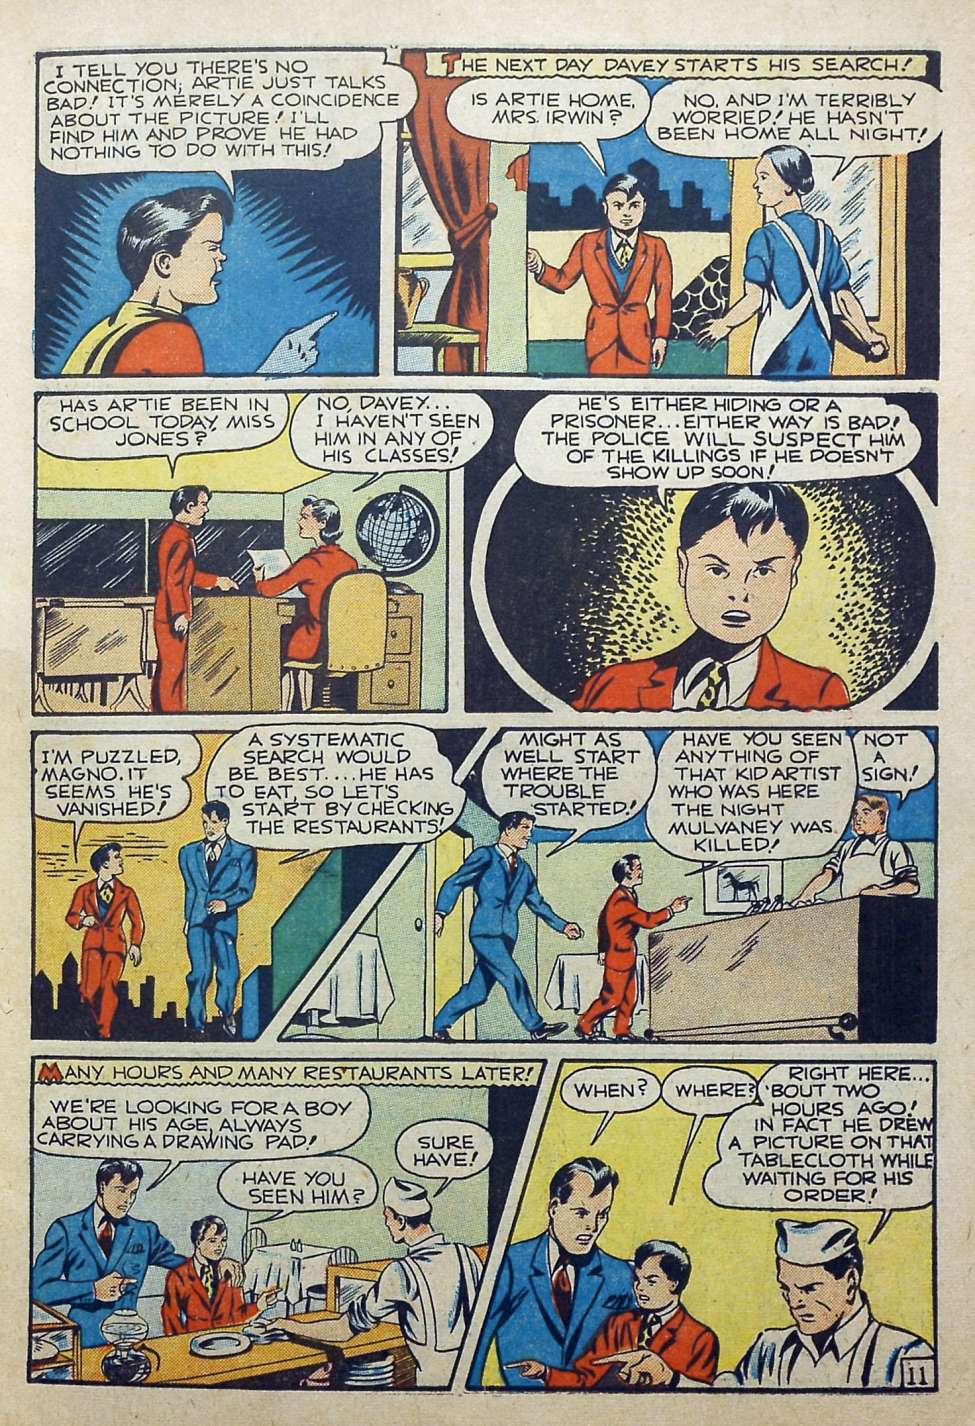 I TELL YOU THERE'S NO
CONNECTION; ARTIE JUST TALKS
BAD! IT'S MERELY A COINCIDENCE
ABOUT THE PICTURE! I'LL
FIND HIM AND PROVE HE HAD
NOTHING TO DO WITH THIS!
THE NEXT DAY DAVEY STARTS HIS SEARCH!
IS ARTIE HOME,
MRS. IRWIN?
NO, AND I'M TERRIBLY
WORRIED! HE HASN'T
BEEN HOME ALL NIGHT!
HAS ARTIE BEEN IN
SCHOOL TODAY, MISS
JONES?
NO, DAVEY...
I HAVEN'T SEEN
HIM IN ANY OF
HIS CLASSES!
HE'S EITHER HIDING OR A
PRISONER...EITHER WAY IS BAD!
THE POLICE WILL SUSPECT HIM
OF THE KILLINGS IF HE DOESN'T
SHOW UP SOON!
I'M PUZZLED,
MAGNO. IT
SEEMS HE'S
VANISHED!
A SYSTEMATIC
SEARCH WOULD
BE BEST....HE HAS
TO EAT, SO LET'S
START BY CHECKING
THE RESTAURANTS!
MIGHT AS
WELL START
WHERE THE
TROUBLE
STARTED!
HAVE YOU SEEN
ANYTHING OF
THAT KID ARTIST
WHO WAS HERE
THE NIGHT
MULVANEY WAS
KILLED!
NOT
A
SIGN!
MANY HOURS AND MANY RESTAURANTS LATER!
WE'RE LOOKING FOR A BOY
ABOUT HIS AGE, ALWAYS
CARRYING A DRAWING PAD!
HAVE YOU
SEEN HIM?
SURE
HAVE!
WHEN?
WHERE?
RIGHT HERE...
'BOUT TWO
HOURS AGO!
IN FACT HE DREW
A PICTURE ON THAT
TABLECLOTH WHILE
WAITING FOR HIS
ORDER!
11